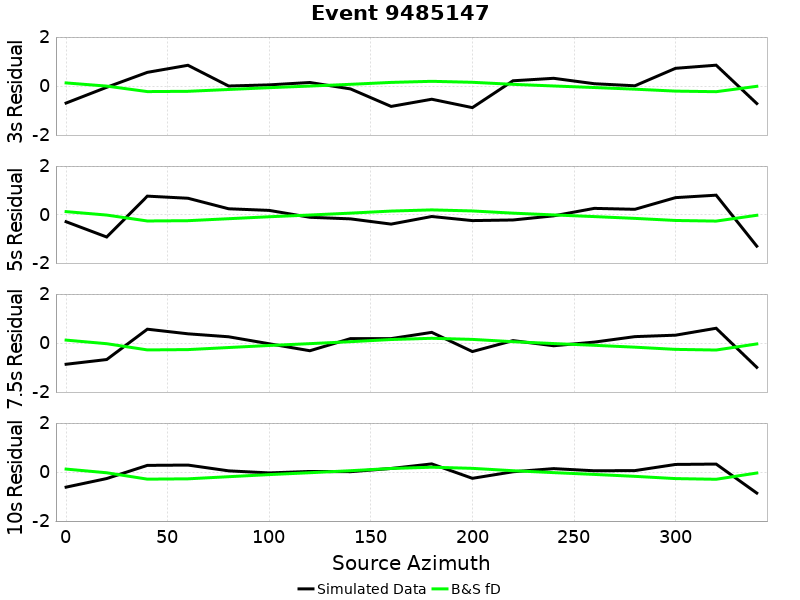 Event 9485147
3s Residual
2
0
-2
5s Residual
2
0
-2
7.5s Residual
2
0
-2
10s Residual
2
0
-2
0 50 100 150 200 250 300
Source Azimuth
Simulated Data B&S fD